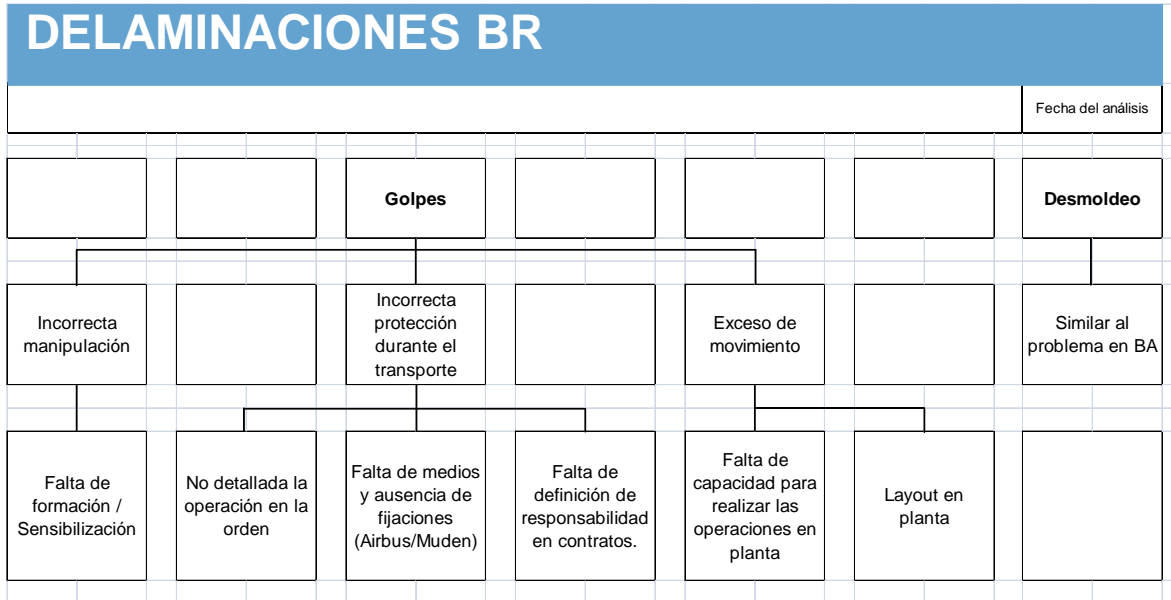 DELAMINACIONES BR
Fecha del análisis
Golpes
Desmoldeo
Incorrecta
manipulación
Incorrecta
protección
durante el
transporte
Exceso de
movimiento
Similar al
problema en BA
Falta de
formación /
Sensibilización
No detallada la
operación en la
orden
Falta de medios
y ausencia de
fijaciones
(Airbus/Muden)
Falta de
definición de
responsabilidad
en contratos.
Falta de
capacidad para
realizar las
operaciones en
planta
Layout en
planta